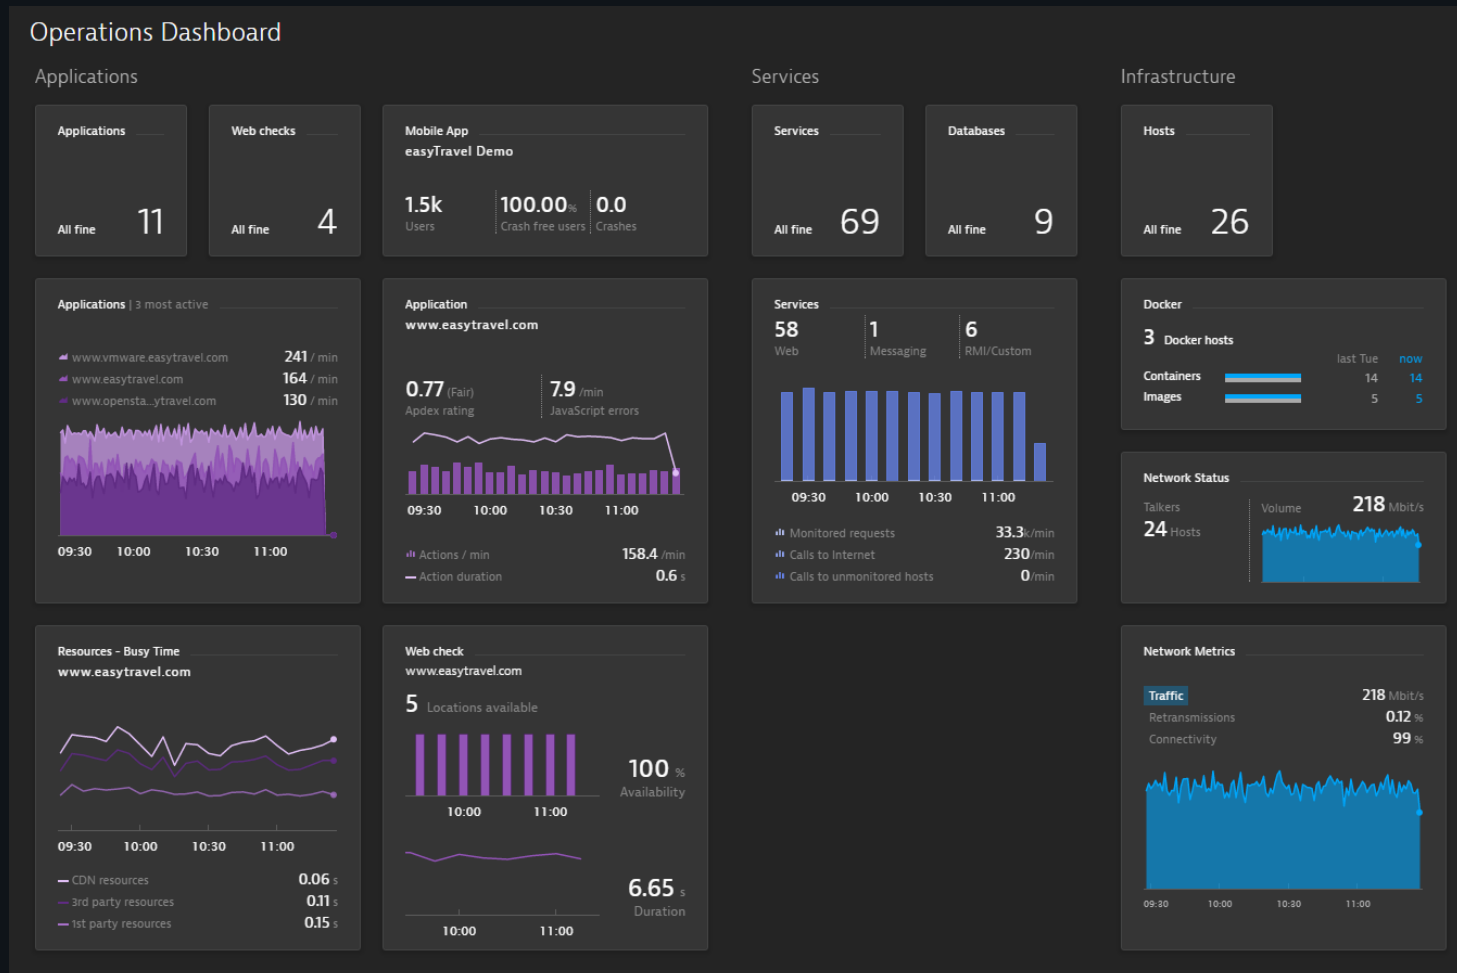 Operations Dashboard
Applications
Services
Infrastructure
Applications
All fine 11
Web checks
All fine 4
Mobile App
easyTravel Demo
1.5k
Users
100.00%
Crash free users
0.0
Crashes
Services
All fine 69
Databases
All fine 9
Hosts
All fine 26
Applications | 3 most active
www.vmware.easytravel.com 241 / min
www.easytravel.com 164 / min
www.opensta...ytravel.com 130 / min
09:30 10:00 10:30 11:00
Application
www.easytravel.com
0.77 (Fair)
Apdex rating
7.9 /min
JavaScript errors
09:30 10:00 10:30 11:00
Actions / min 158.4 /min
Action duration 0.6 s
Services
58
Web
1
Messaging
6
RMI/Custom
09:30 10:00 10:30 11:00
Monitored requests 33.3k/min
Calls to Internet 230/min
Calls to unmonitored hosts 0/min
Docker
3 Docker hosts
last Tue now
Containers 14 14
Images 5 5
Network Status
Talkers
24 Hosts
Volume 218 Mbit/s
Resources - Busy Time
www.easytravel.com
09:30 10:00 10:30 11:00
CDN resources 0.06 s
3rd party resources 0.11 s
1st party resources 0.15 s
Web check
www.easytravel.com
5 Locations available
100 %
Availability
10:00 11:00
6.65 s
Duration
10:00 11:00
Network Metrics
Traffic 218 Mbit/s
Retransmissions 0.12 %
Connectivity 99 %
09:30 10:00 10:30 11:00